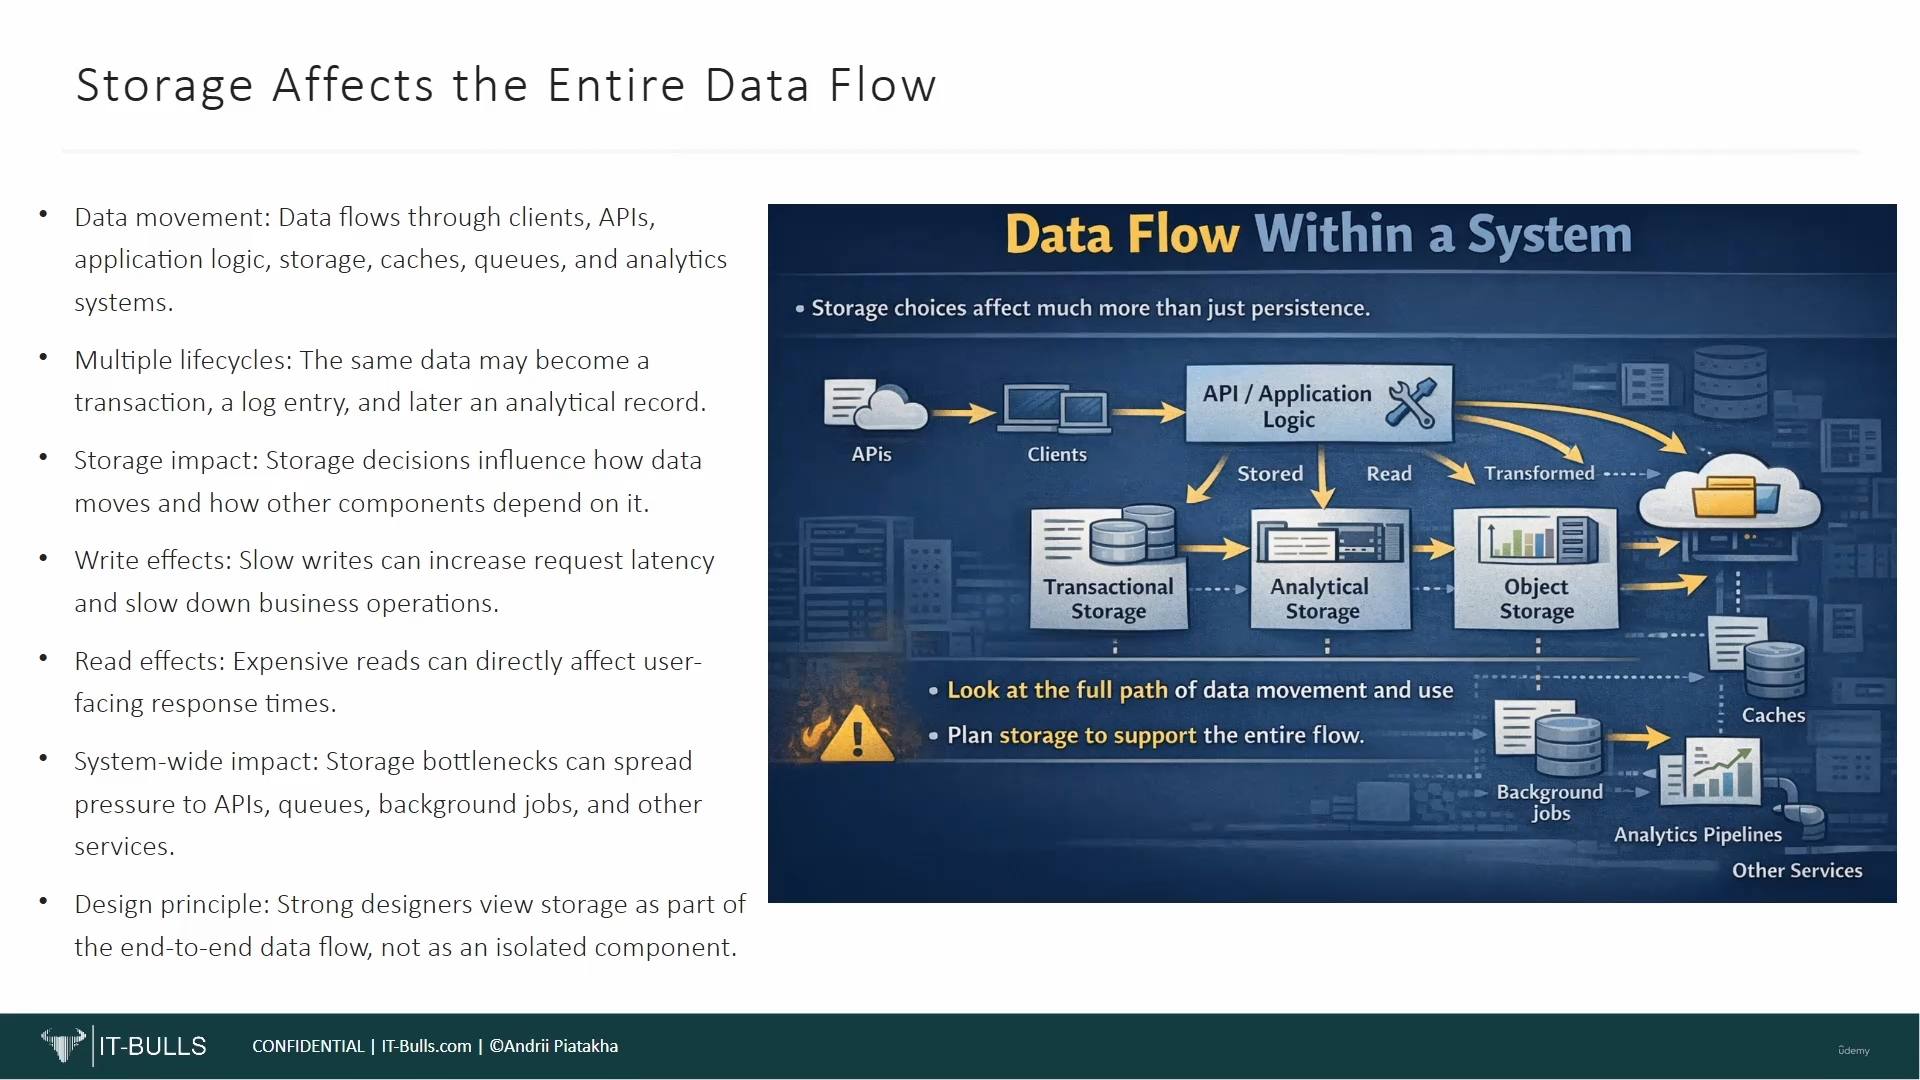 Storage Affects the Entire Data Flow
• Data movement: Data flows through clients, APIs,
application logic, storage, caches, queues, and analytics
systems.
• Multiple lifecycles: The same data may become a
transaction, a log entry, and later an analytical record.
• Storage impact: Storage decisions influence how data
moves and how other components depend on it.
• Write effects: Slow writes can increase request latency
and slow down business operations.
• Read effects: Expensive reads can directly affect user-
facing response times.
• System-wide impact: Storage bottlenecks can spread
pressure to APIs, queues, background jobs, and other
services.
• Design principle: Strong designers view storage as part of
the end-to-end data flow, not as an isolated component.
Data Flow Within a System
• Storage choices affect much more than just persistence.
APis
Clients
API / Application
Logic
Stored
Read
Transformed
Transactional
Storage
Analytical
Storage
Object
Storage
• Look at the full path of data movement and use
• Plan storage to support the entire flow.
Caches
Background
jobs
Analytics Pipelines
Other Services
IT-BULLS
CONFIDENTIAL | IT-Bulls.com | ©Andrii Piatakha
ûdemy